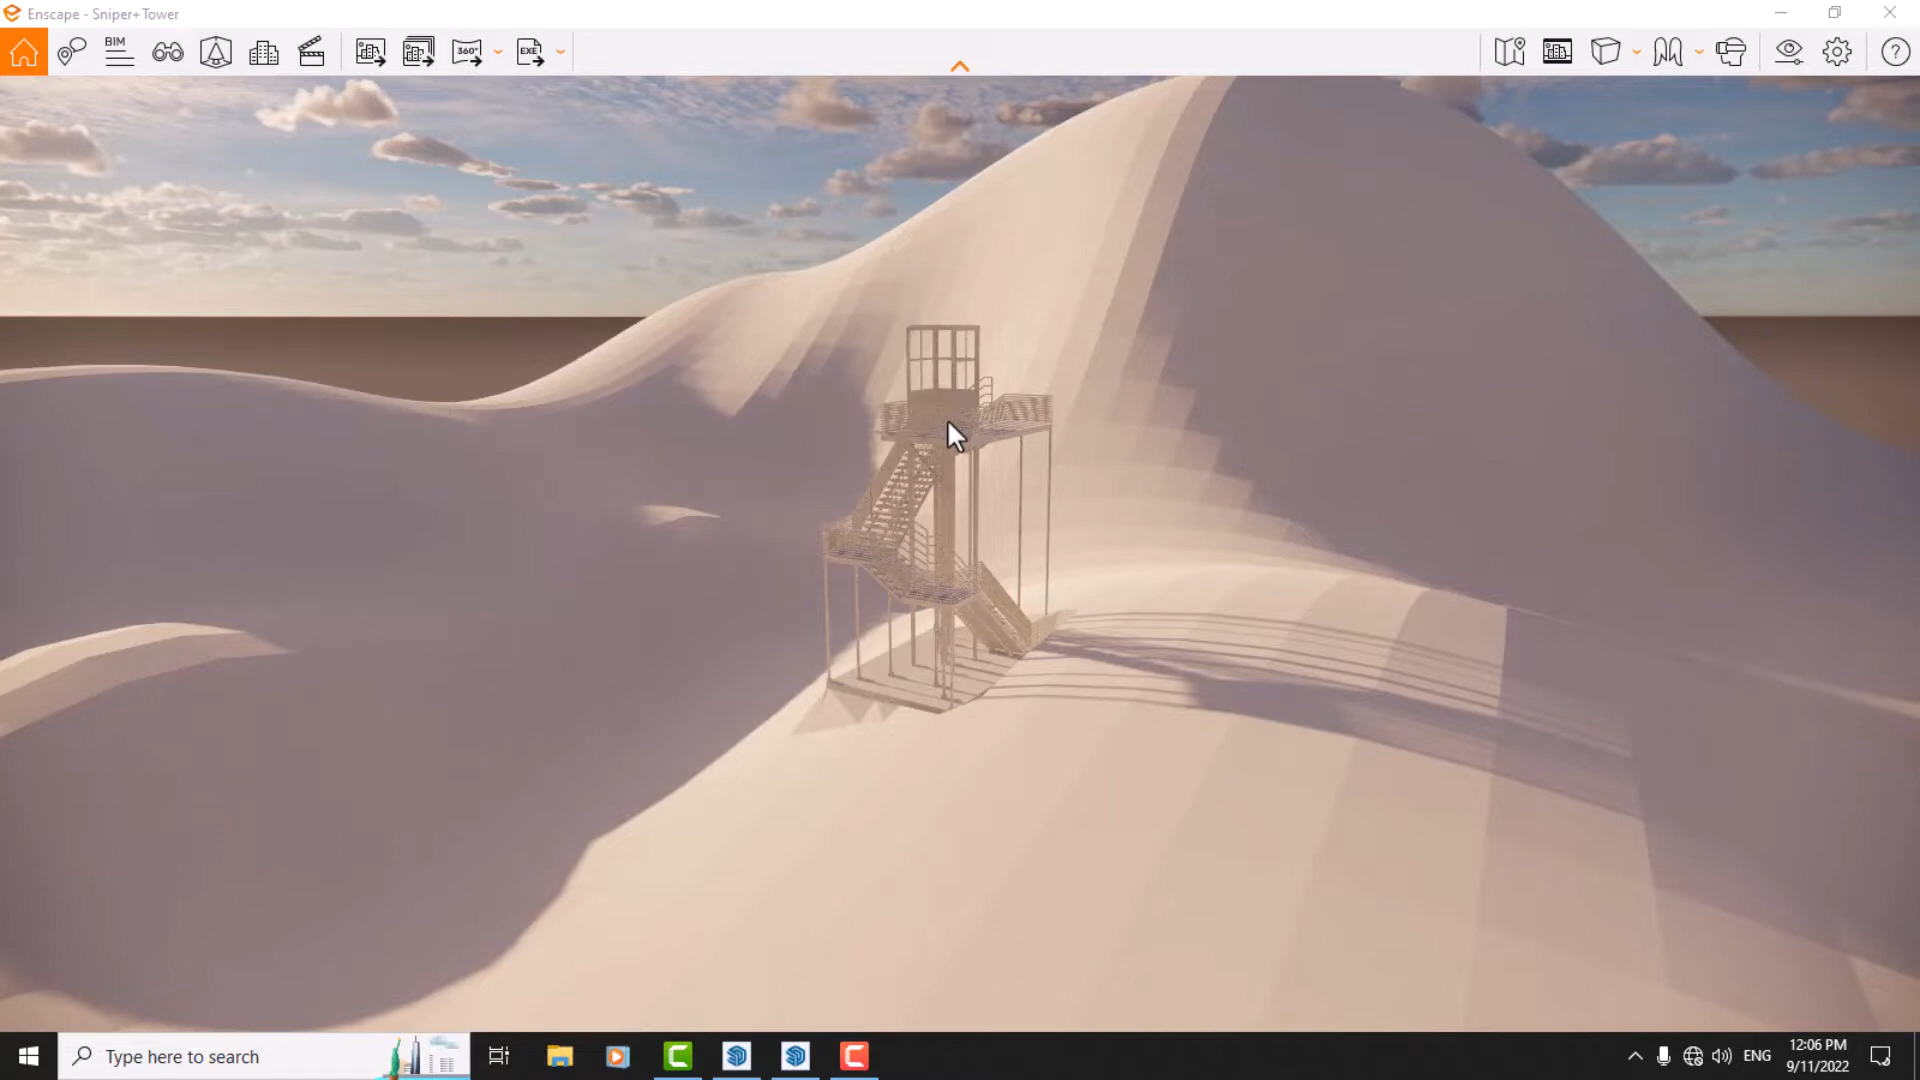 Enscape - Sniper+Tower
BIM
360°
EXE
?
Type here to search
ENG
12:06 PM
9/11/2022